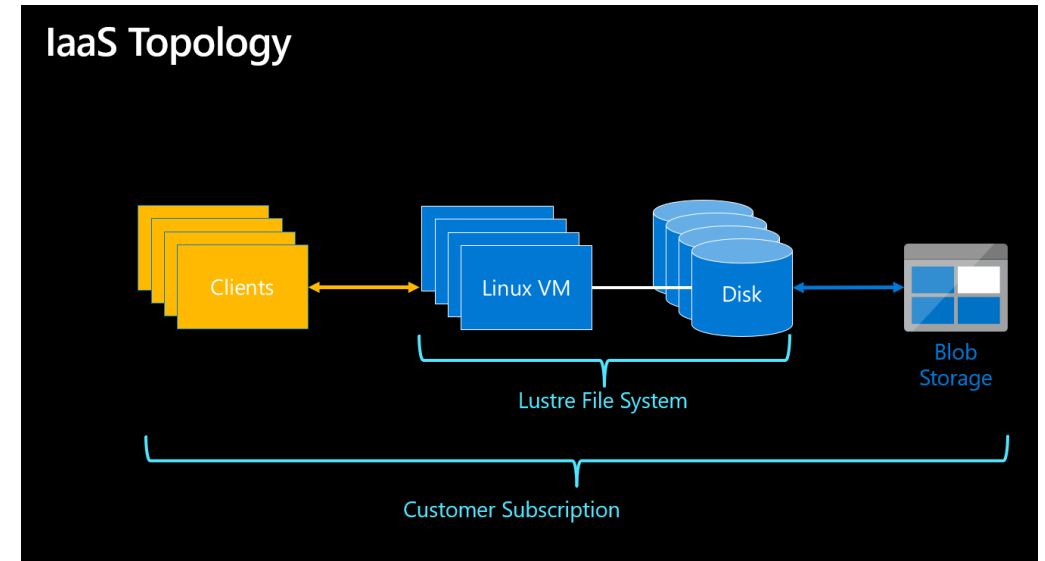 IaaS Topology
Clients
Linux VM
Disk
Blob
Storage
Lustre File System
Customer Subscription